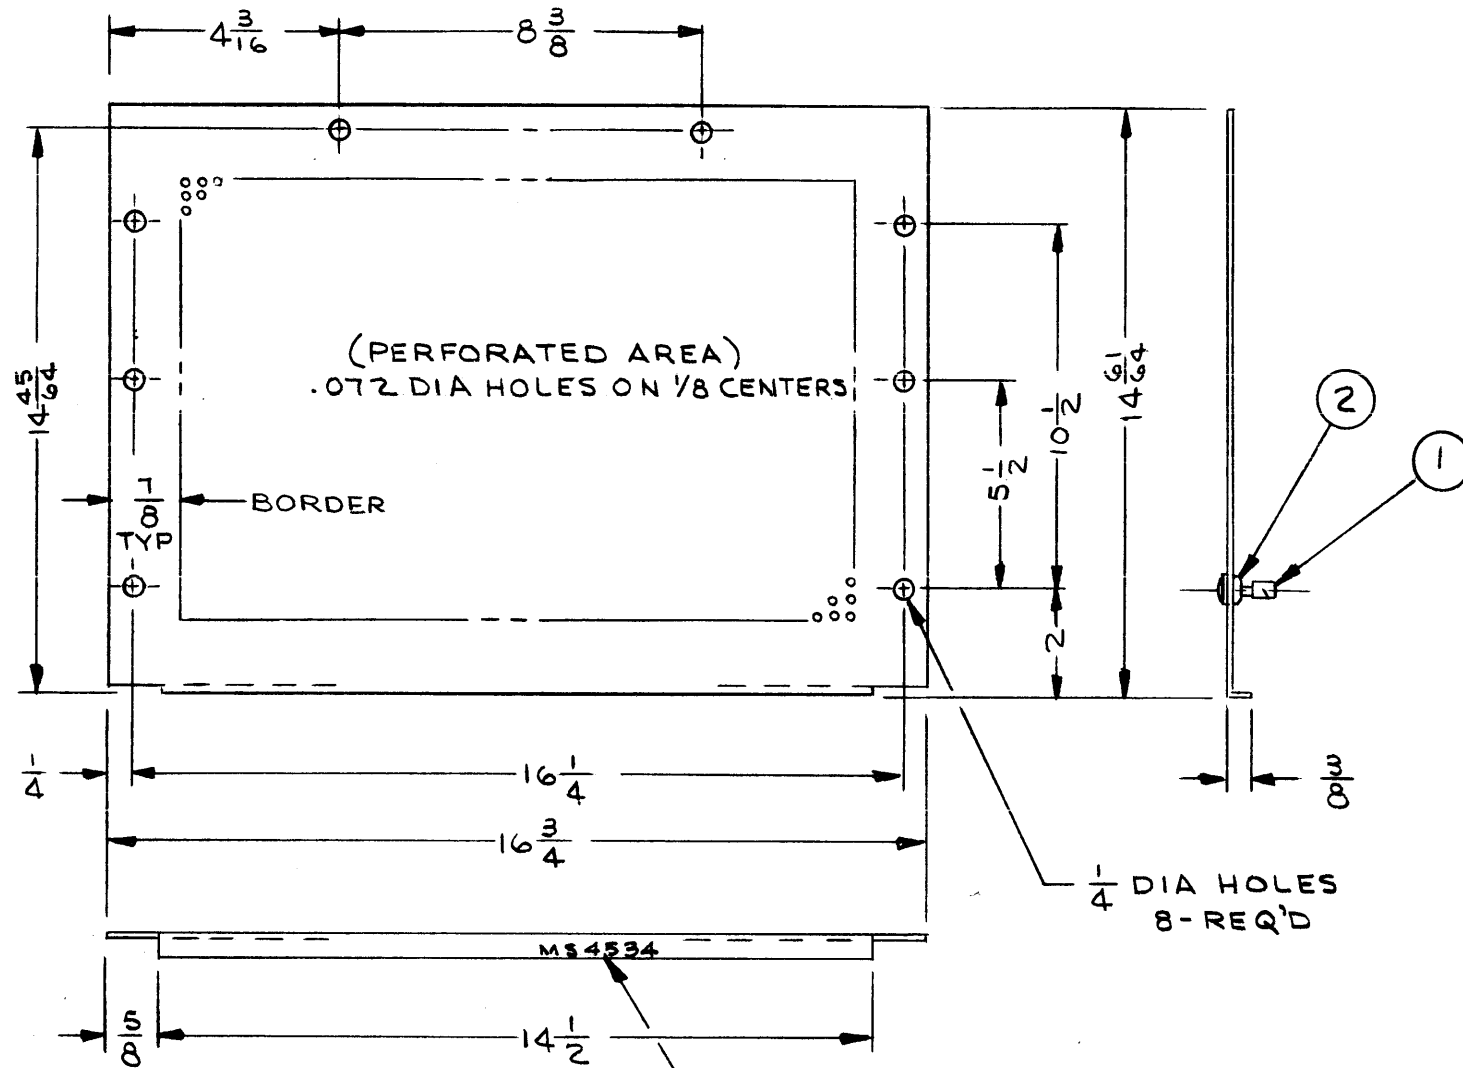 4 3/16
8 3/8
(PERFORATED AREA)
.072 DIA HOLES ON 1/8 CENTERS
14 45/64
14 61/64
10 1/2
5 1/2
2
1
7/8
TYP
BORDER
2
1/4
16 1/4
3/8
16 3/4
1/4 DIA HOLES
8-REQ'D
MS4534
5/8
14 1/2